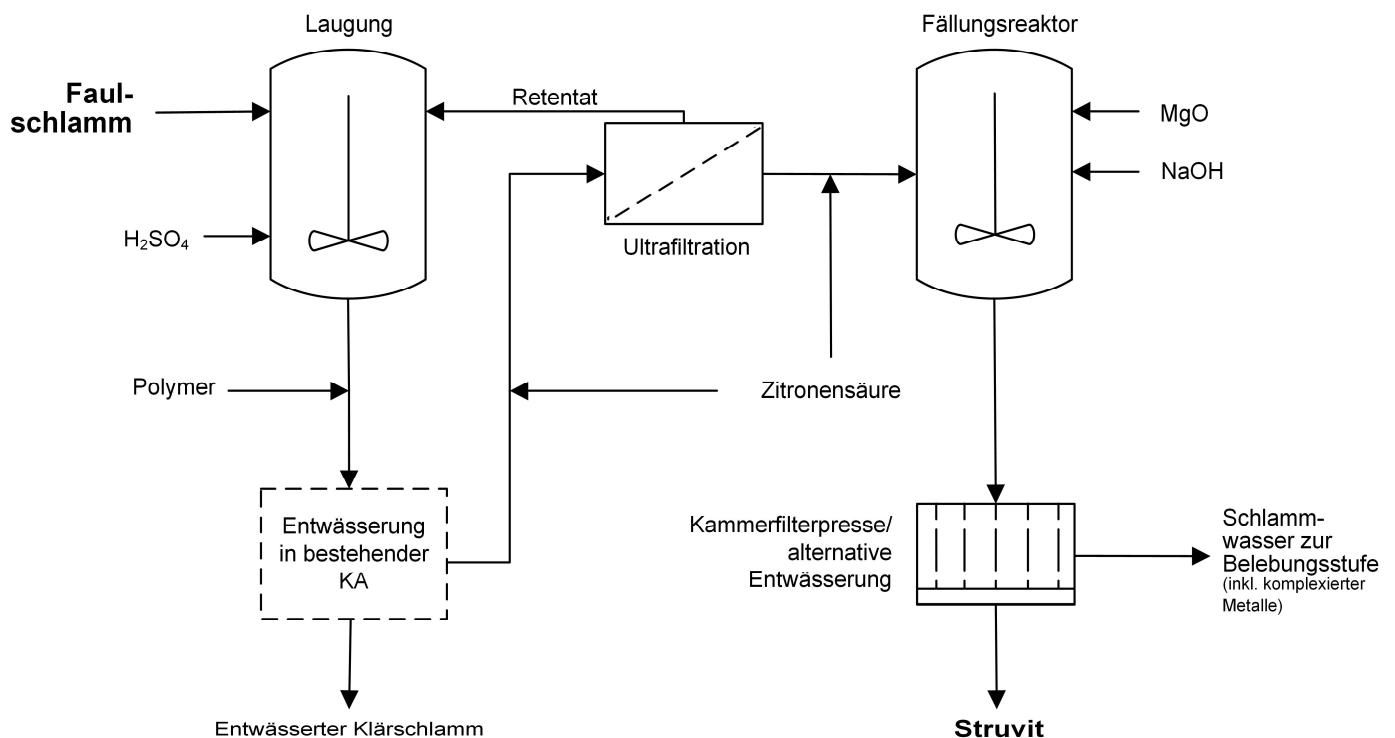 Laugung
Fällungsreaktor
Faul-
schlamm
Retentat
MgO
NaOH
H₂SO₄
Ultrafiltration
Polymer
Zitronensäure
Entwässerung
in bestehender
KA
Kammerfilterpresse/
alternative
Entwässerung
Schlamm-
wasser zur
Belebungsstufe
(inkl. komplexierter
Metalle)
Entwässerter Klärschlamm
Struvit